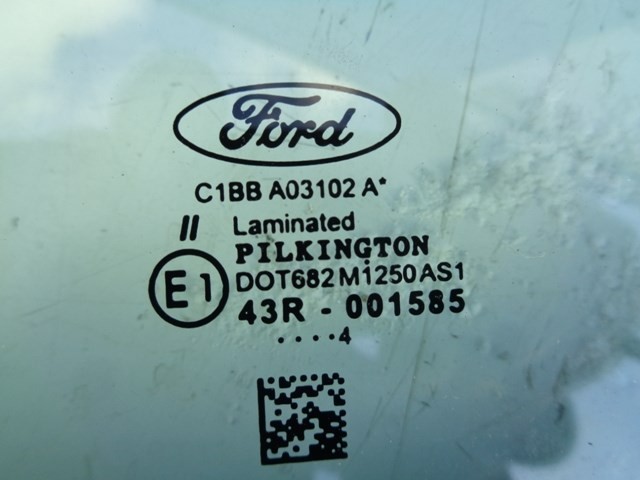 Ford
C1BB A03102 A*
II Laminated
PILKINGTON
E1 DOT682 M1250 AS1
43R - 001585
. . . . 4